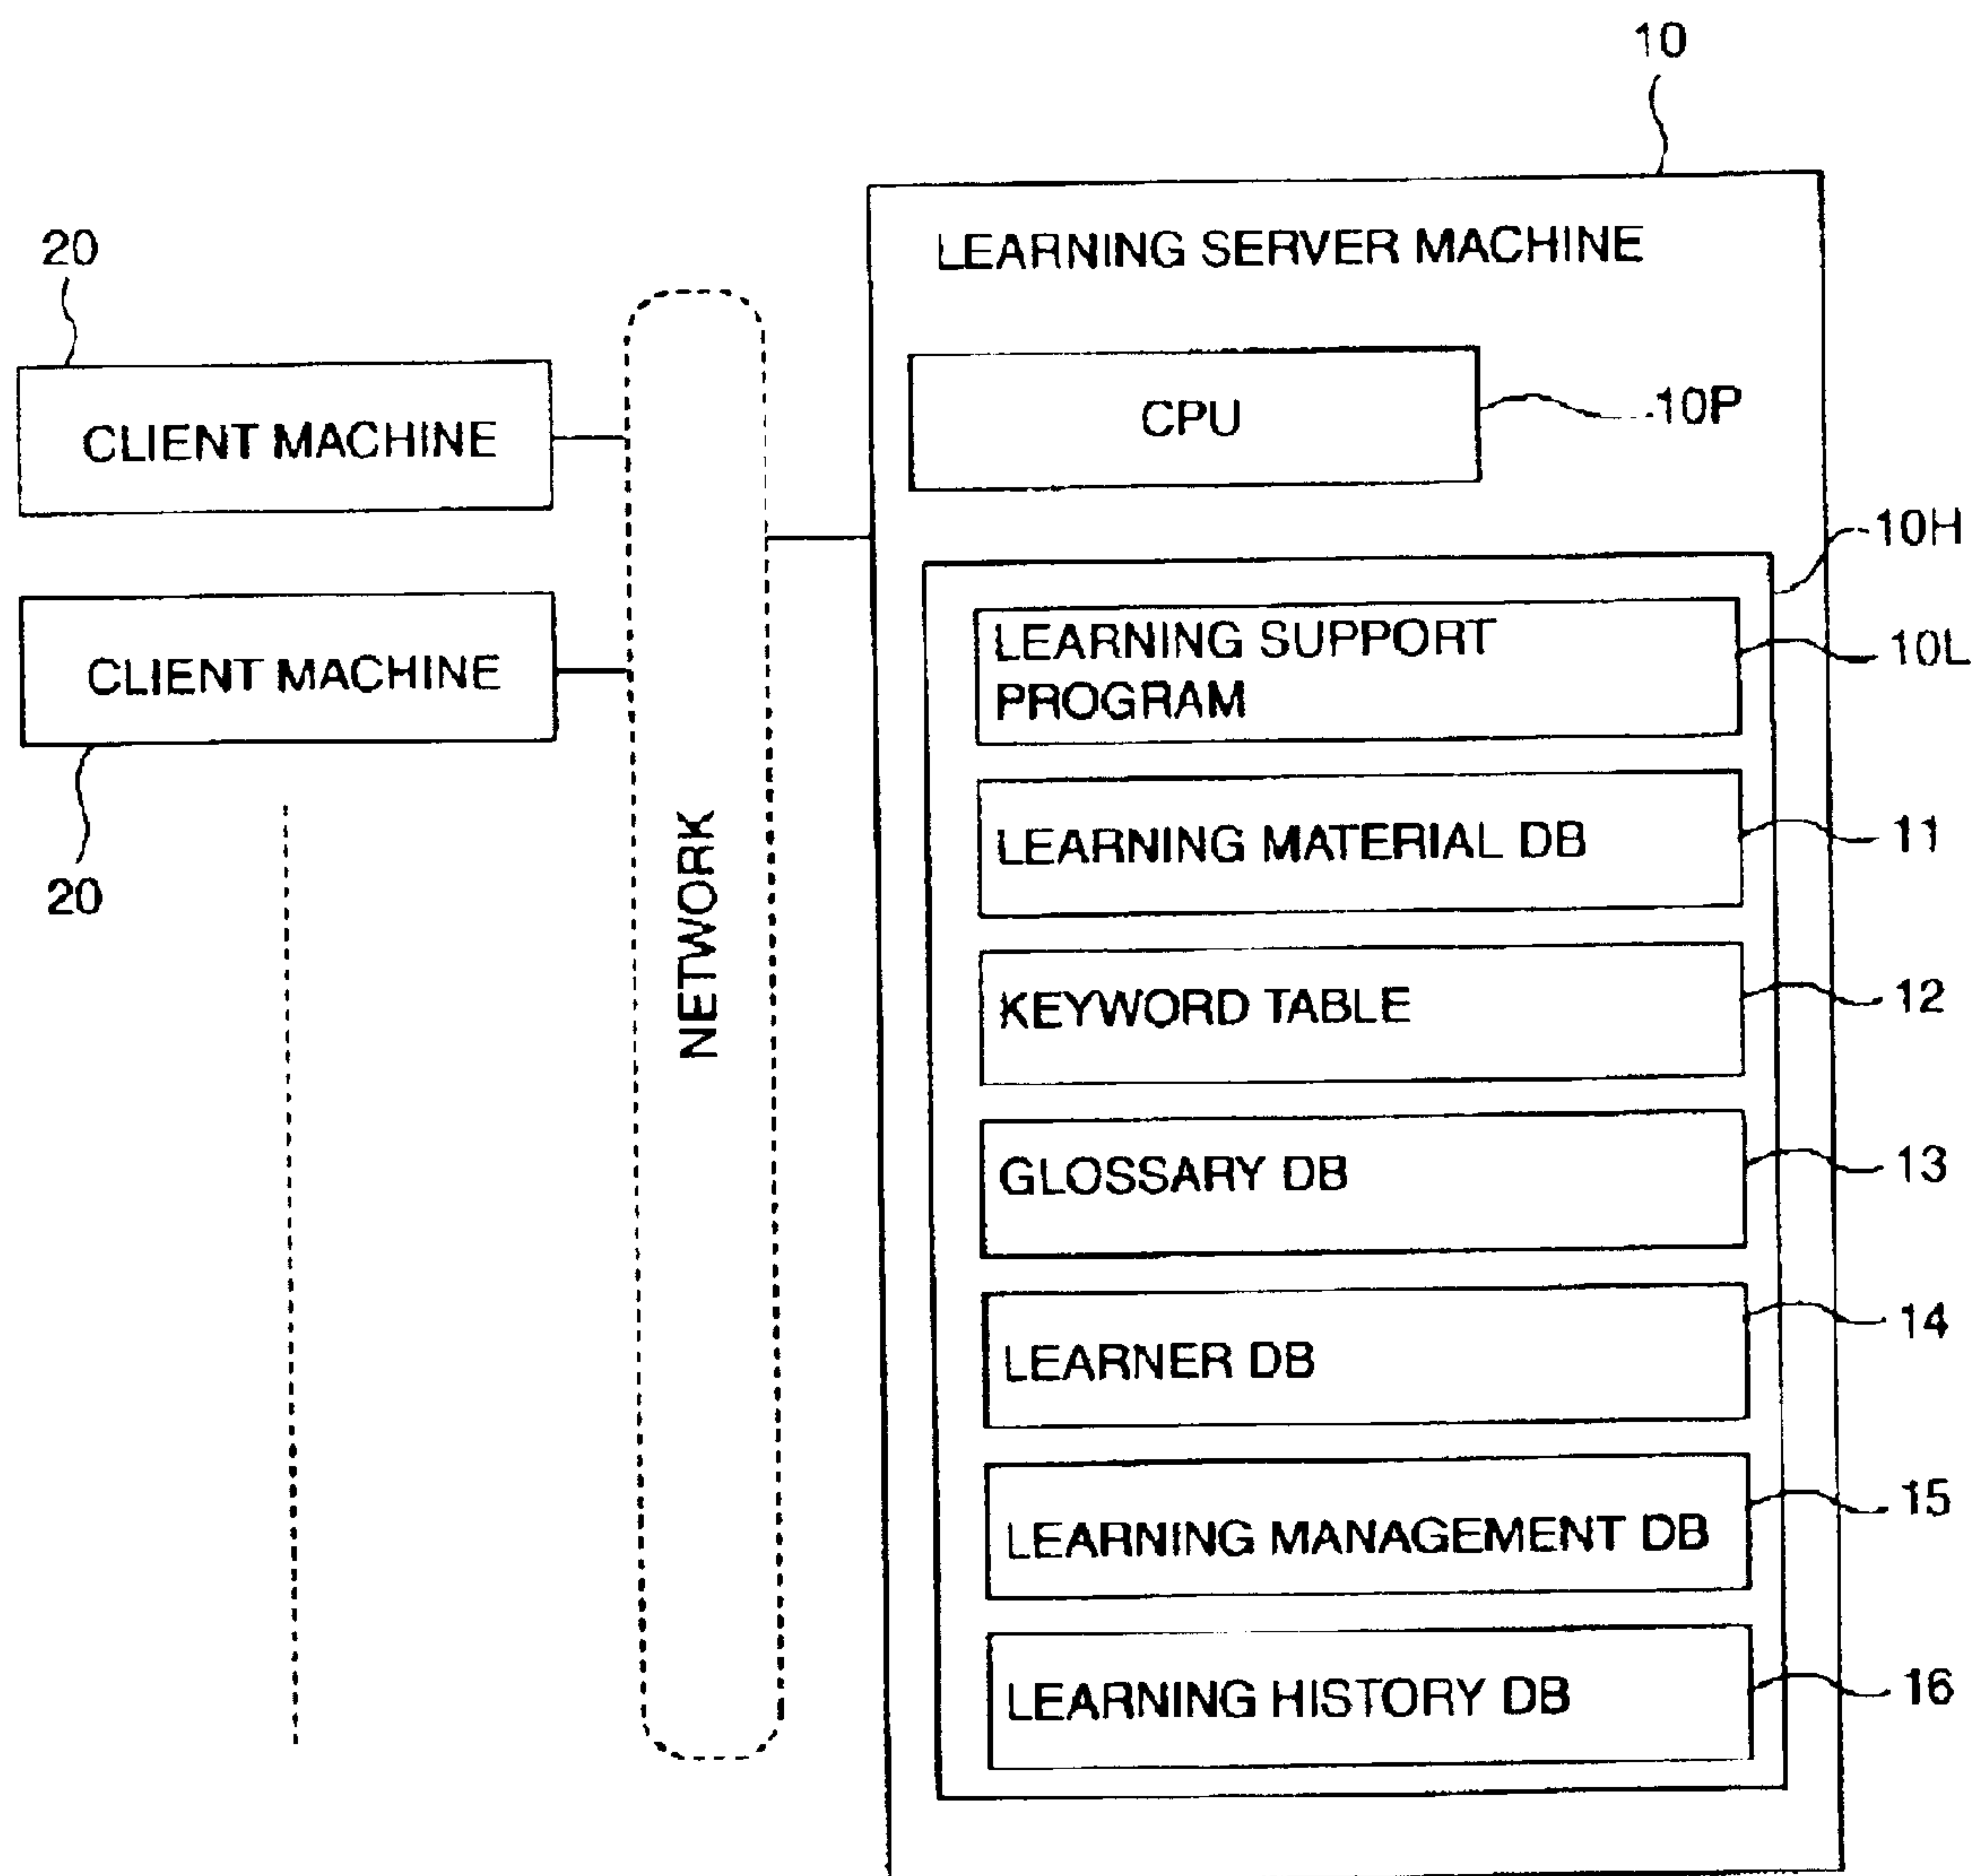 10
LEARNING SERVER MACHINE
20
CLIENT MACHINE
CPU
10P
10H
CLIENT MACHINE
20
NETWORK
LEARNING SUPPORT
PROGRAM
10L
LEARNING MATERIAL DB
11
KEYWORD TABLE
12
GLOSSARY DB
13
LEARNER DB
14
LEARNING MANAGEMENT DB
15
LEARNING HISTORY DB
16